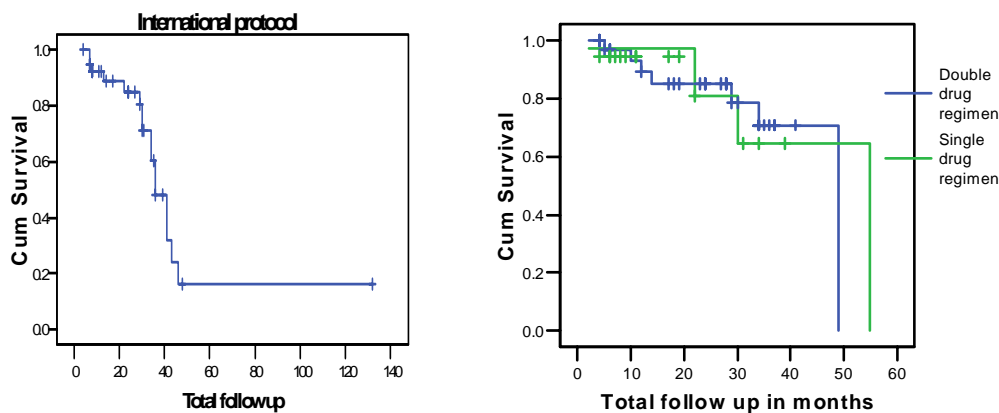 International protocol
Cum Survival
1.0
0.8
0.6
0.4
0.2
0.0
0 20 40 60 80 100 120 140
Total followup
Cum Survival
1.0
0.8
0.6
0.4
0.2
0.0
0 10 20 30 40 50 60
Total follow up in months
Double
drug
regimen
Single
drug
regimen